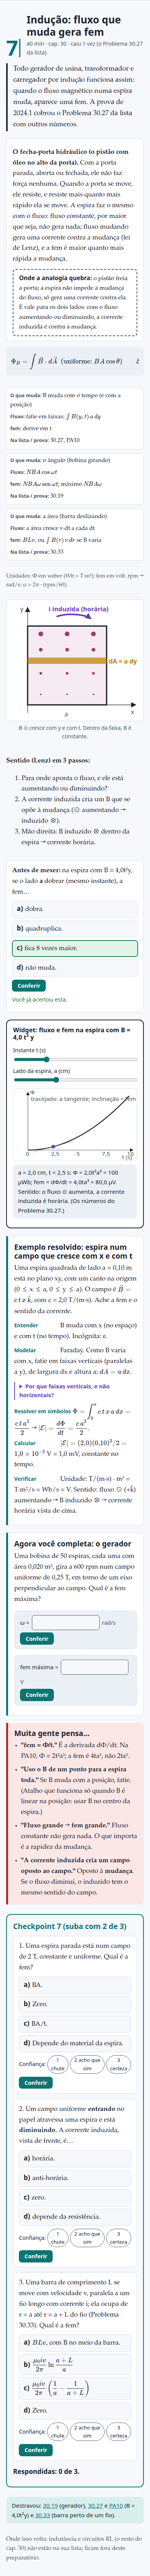 7
Indução: fluxo que muda gera fem
40 min · cap. 30 · caiu 1 vez (o Problema 30.27 da lista)
Todo gerador de usina, transformador e carregador por indução funciona assim: quando o fluxo magnético numa espira muda, aparece uma fem. A prova de 2024.1 cobrou o Problema 30.27 da lista com outros números.
O fecha-porta hidráulico (o pistão com óleo no alto da porta). Com a porta parada, aberta ou fechada, ele não faz força nenhuma. Quando a porta se move, ele resiste, e resiste mais quanto mais rápido ela se move. A espira faz o mesmo com o fluxo: fluxo constante, por maior que seja, não gera nada; fluxo mudando gera uma corrente contra a mudança (lei de Lenz), e a fem é maior quanto mais rápida a mudança.
Onde a analogia quebra: o pistão freia a porta; a espira não impede a mudança do fluxo, só gera uma corrente contra ela. E vale para os dois lados: com o fluxo aumentando ou diminuindo, a corrente induzida é contra a mudança.
Φ_B = ∫ B⃗ · dA⃗ (uniforme: BA cos θ)
O que muda: B muda com o tempo (e com a posição)
Fluxo: fatie em faixas: ∫ B(y, t) a dy
fem: derive em t
Na lista / prova: 30.27, PA10
O que muda: o ângulo (bobina girando)
Fluxo: NBA cos ωt
fem: NBAω sen ωt; máximo NBAω
Na lista / prova: 30.19
O que muda: a área (barra deslizando)
Fluxo: a área cresce v·dt a cada dt
fem: BLv, ou ∫ B(r) v dr se B varia
Na lista / prova: 30.33
Unidades: Φ em weber (Wb = T·m²); fem em volt. rpm → rad/s: ω = 2π · (rpm/60).
y
i induzida (horária)
dA = a dy
x
a
B ⊙ cresce com y e com t. Dentro da faixa, B é constante.
Sentido (Lenz) em 3 passos:
1. Para onde aponta o fluxo, e ele está aumentando ou diminuindo?
2. A corrente induzida cria um B que se opõe à mudança (⊙ aumentando → induzido ⊗).
3. Mão direita: B induzido ⊗ dentro da espira → corrente horária.
Antes de mexer: na espira com B = 4,0t²y, se o lado a dobrar (mesmo instante), a fem…
a) dobra.
b) quadruplica.
c) fica 8 vezes maior.
d) não muda.
Conferir
Você já acertou esta.
Widget: fluxo e fem na espira com B = 4,0 t² y
Instante t (s)
Lado da espira, a (cm)
Φ
tracejado: a tangente; inclinação = fem
0
2,5
5
7,5
10
t (s)
a = 2,0 cm, t = 2,5 s: Φ = 2,0t²a³ = 100 μWb; fem = dΦ/dt = 4,0ta³ = 80,0 μV. Sentido: o fluxo ⊙ aumenta, a corrente induzida é horária. (Os números do Problema 30.27.)
Exemplo resolvido: espira num campo que cresce com x e com t
Uma espira quadrada de lado a = 0,10 m está no plano xy, com um canto na origem (0 ≤ x ≤ a, 0 ≤ y ≤ a). O campo é B⃗ = c t x k̂, com c = 2,0 T/(m·s). Ache a fem e o sentido da corrente.
Entender B muda com x (no espaço) e com t (no tempo). Incógnita: ε.
Modelar Faraday. Como B varia com x, fatie em faixas verticais (paralelas a y), de largura dx e altura a: dA = a dx.
▸ Por que faixas verticais, e não horizontais?
Resolver em símbolos Φ = ∫₀ᵃ c t x a dx = c t a³/2 → |ε| = dΦ/dt = c a³/2.
Calcular |ε| = (2,0)(0,10)³/2 = 1,0 × 10⁻³ V = 1,0 mV, constante no tempo.
Verificar Unidade: T/(m·s) · m³ = T·m²/s = Wb/s = V. Sentido: fluxo ⊙ (+k̂) aumentando → B induzido ⊗ → corrente horária vista de cima.
Agora você completa: o gerador
Uma bobina de 50 espiras, cada uma com área 0,020 m², gira a 600 rpm num campo uniforme de 0,25 T, em torno de um eixo perpendicular ao campo. Qual é a fem máxima?
ω = rad/s
Conferir
fem máxima = V
Conferir
Muita gente pensa…
• "fem = Φ/t." É a derivada dΦ/dt. Na PA10, Φ = 2t²a³; a fem é 4ta³, não 2ta³.
• "Uso o B de um ponto para a espira toda." Se B muda com a posição, fatie. (Atalho que funciona só quando B é linear na posição: usar B no centro da espira.)
• "Fluxo grande → fem grande." Fluxo constante não gera nada. O que importa é a rapidez da mudança.
• "A corrente induzida cria um campo oposto ao campo." Oposto à mudança. Se o fluxo diminui, o induzido tem o mesmo sentido do campo.
Checkpoint 7 (suba com 2 de 3)
1. Uma espira parada está num campo de 2 T, constante e uniforme. Qual é a fem?
a) BA.
b) Zero.
c) BA/t.
d) Depende do material da espira.
Confiança: 1 chute 2 acho que sim 3 certeza
Conferir
2. Um campo uniforme entrando no papel atravessa uma espira e está diminuindo. A corrente induzida, vista de frente, é…
a) horária.
b) anti-horária.
c) zero.
d) depende da resistência.
Confiança: 1 chute 2 acho que sim 3 certeza
Conferir
3. Uma barra de comprimento L se move com velocidade v, paralela a um fio longo com corrente i; ela ocupa de r = a até r = a + L do fio (Problema 30.33). Qual é a fem?
a) BLv, com B no meio da barra.
b) μ₀iv/2π ln (a + L)/a
c) μ₀iv/2π (1/a − 1/(a + L))
d) Zero.
Confiança: 1 chute 2 acho que sim 3 certeza
Conferir
Respondidas: 0 de 3.
Destravou: 30.19 (gerador), 30.27 e PA10 (B = 4,0t²y) e 30.33 (barra perto de um fio).
Onde isso volta: indutância e circuitos RL (o resto do cap. 30) não estão na sua lista; ficam fora deste preparatório.